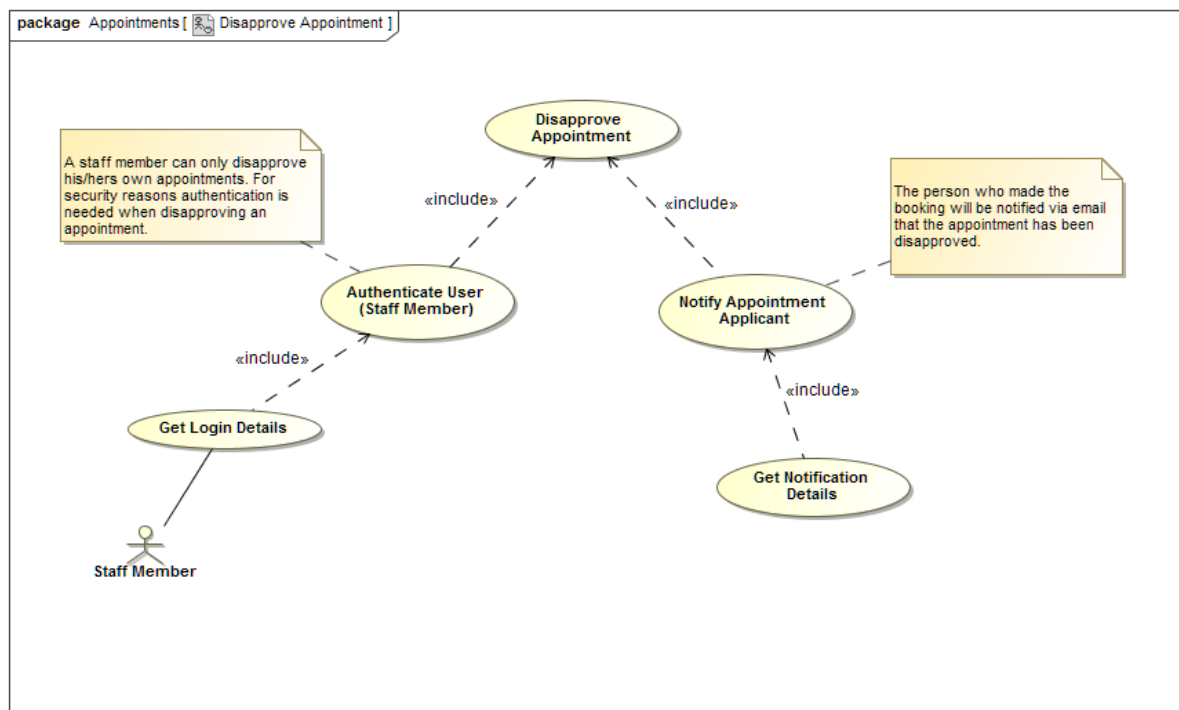 package Appointments [ Disapprove Appointment ]
Disapprove
Appointment
A staff member can only disapprove
his/hers own appointments. For
security reasons authentication is
needed when disapproving an
appointment.
The person who made the
booking will be notified via email
that the appointment has been
disapproved.
«include»
«include»
Authenticate User
(Staff Member)
Notify Appointment
Applicant
«include»
«include»
Get Login Details
Get Notification
Details
Staff Member